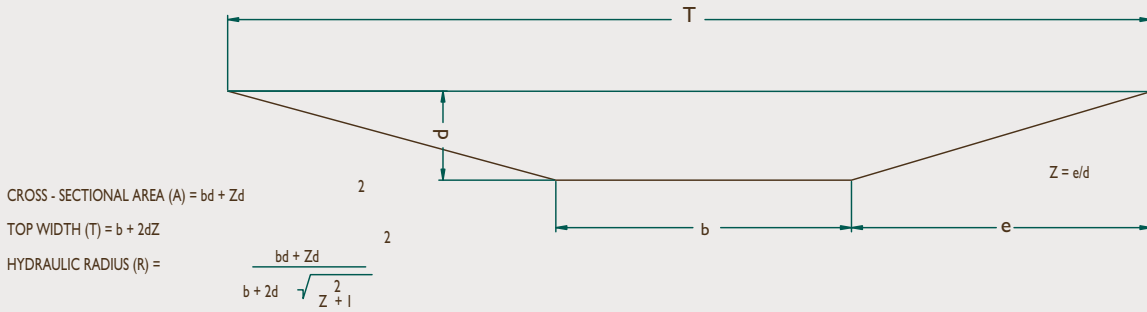 T
d
Z = e/d
2
CROSS - SECTIONAL AREA (A) = bd + Zd
b
e
TOP WIDTH (T) = b + 2dZ
2
bd + Zd
HYDRAULIC RADIUS (R) =
b + 2d √ 2
Z + 1